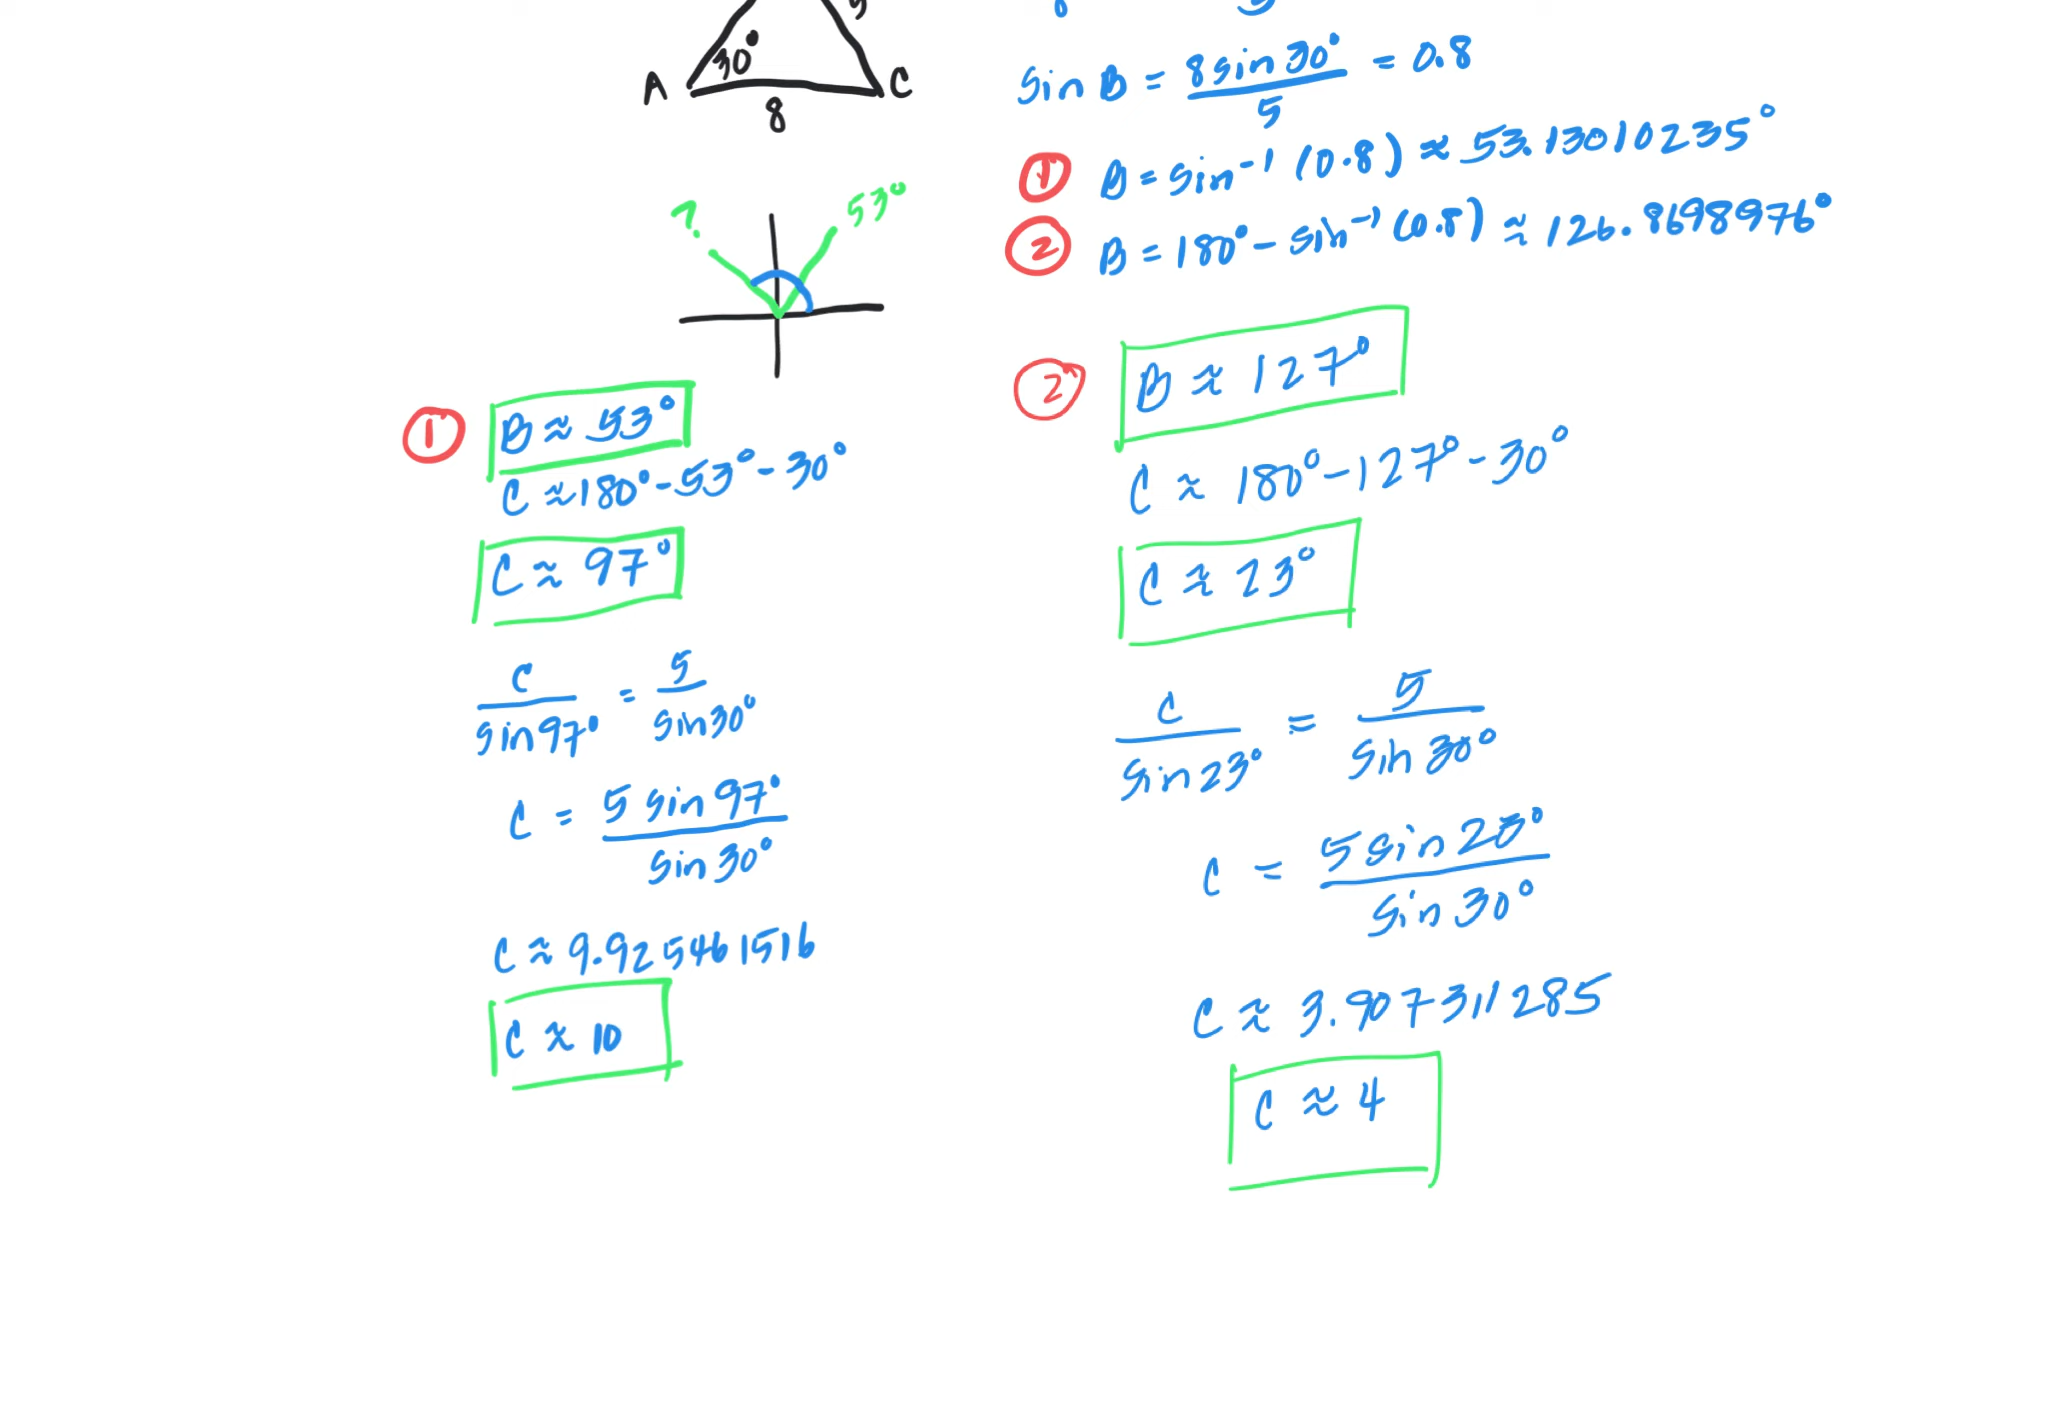 30°
A
C
8
sin B = 8 sin 30° / 5 = 0.8
① B = sin⁻¹ (0.8) ≈ 53.13010235°
② B = 180° - sin⁻¹ (0.8) ≈ 126.8698976°
?
53°
① B ≈ 53°
C ≈ 180° - 53° - 30°
C ≈ 97°
c / sin 97° = 5 / sin 30°
c = 5 sin 97° / sin 30°
c ≈ 9.925461516
c ≈ 10
② B ≈ 127°
C ≈ 180° - 127° - 30°
C ≈ 23°
c / sin 23° = 5 / sin 30°
c = 5 sin 23° / sin 30°
c ≈ 3.907311285
c ≈ 4